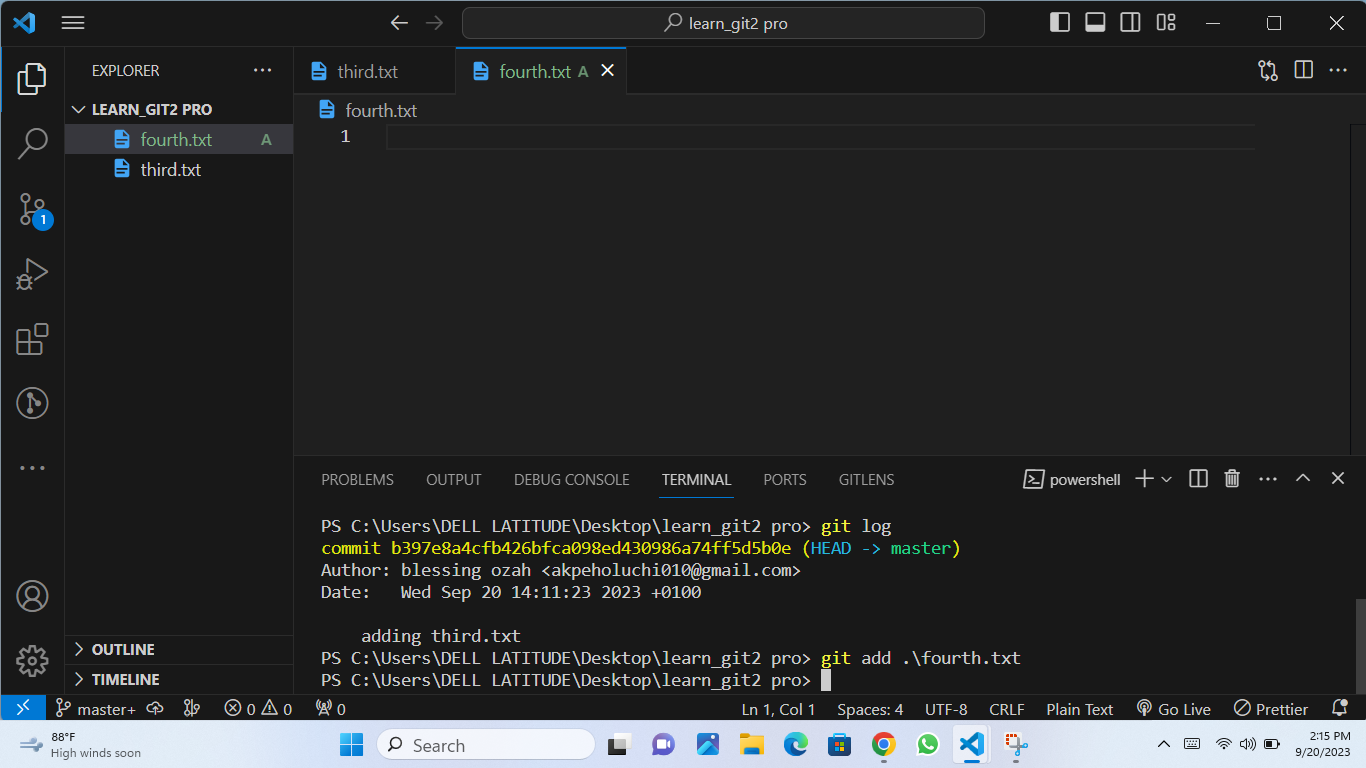 learn_git2 pro
EXPLORER
third.txt
fourth.txt A
LEARN_GIT2 PRO
fourth.txt
fourth.txt A
1
third.txt
1
PROBLEMS OUTPUT DEBUG CONSOLE TERMINAL PORTS GITLENS
powershell
PS C:\Users\DELL LATITUDE\Desktop\learn_git2 pro> git log
commit b397e8a4cfb426bfca098ed430986a74ff5d5b0e (HEAD -> master)
Author: blessing ozah <akpeholuchi010@gmail.com>
Date:   Wed Sep 20 14:11:23 2023 +0100
adding third.txt
PS C:\Users\DELL LATITUDE\Desktop\learn_git2 pro> git add .\fourth.txt
PS C:\Users\DELL LATITUDE\Desktop\learn_git2 pro>
OUTLINE
TIMELINE
master+ 0 0 0 Ln 1, Col 1 Spaces: 4 UTF-8 CRLF Plain Text Go Live Prettier
88°F
High winds soon
Search
2:15 PM
9/20/2023